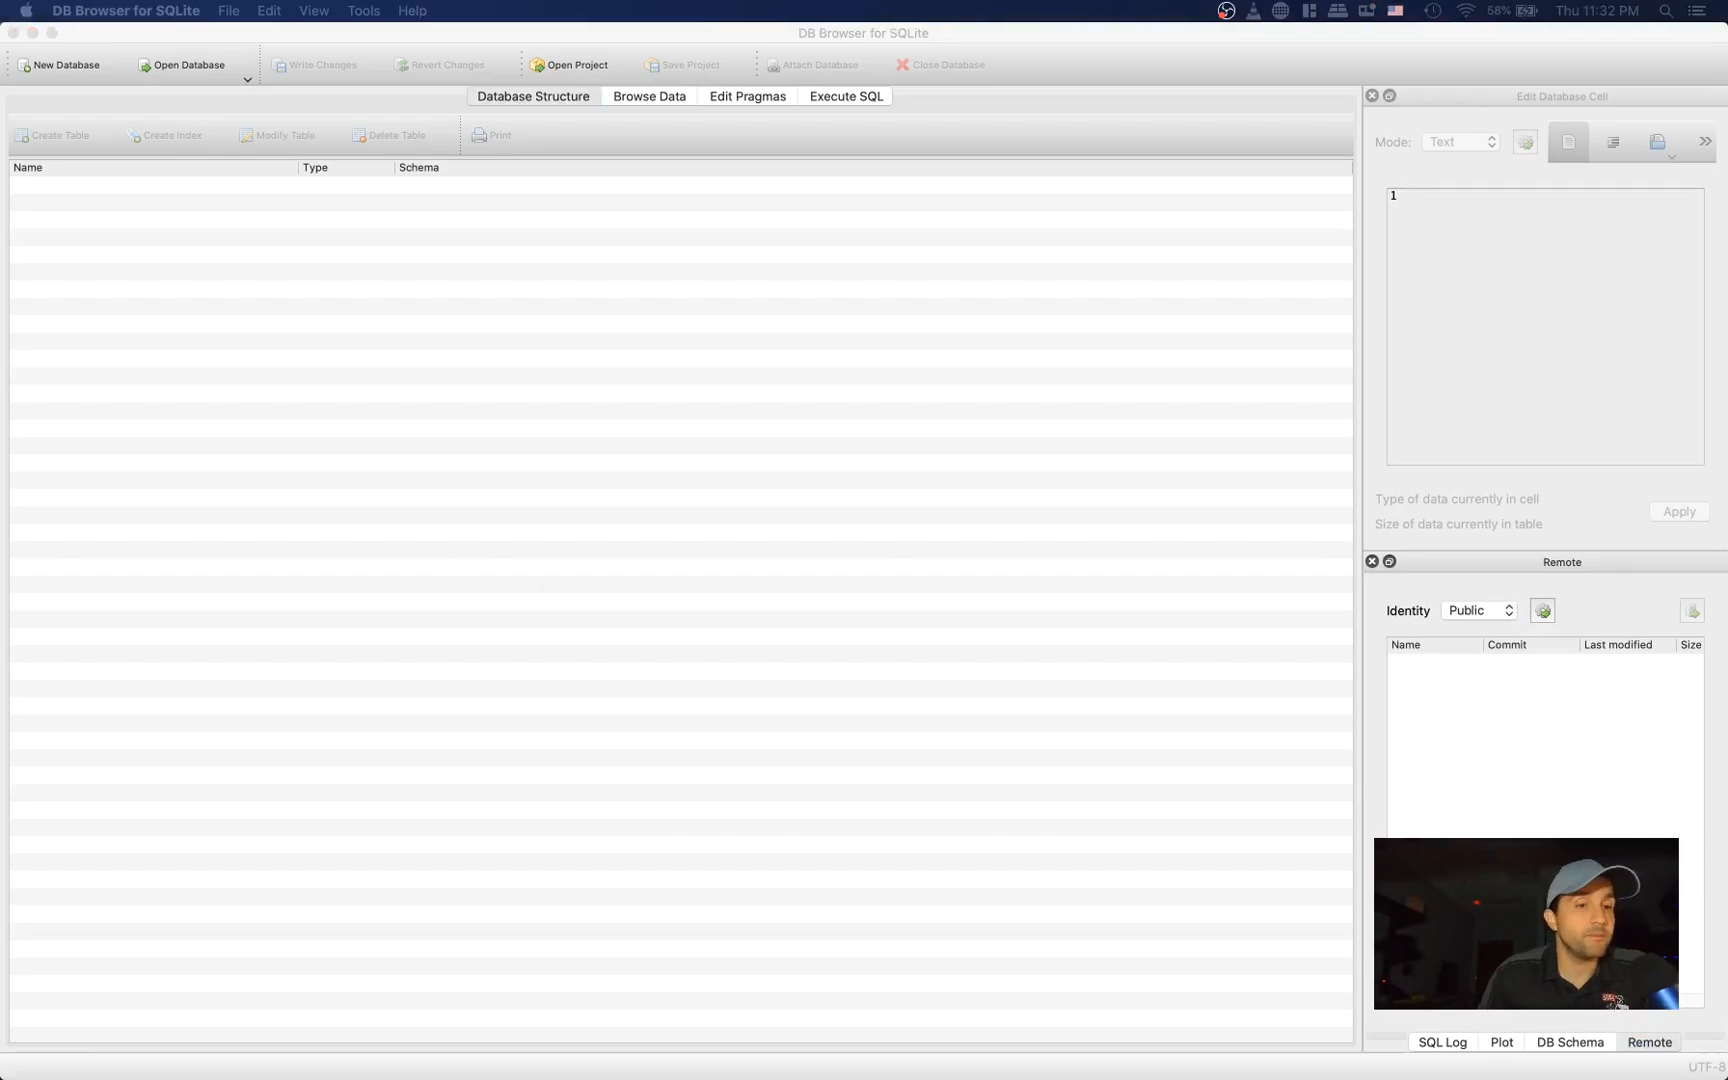 DB Browser for SQLite File Edit View Tools Help 58% Thu 11:32 PM
DB Browser for SQLite
New Database Open Database Write Changes Revert Changes Open Project Save Project Attach Database Close Database
Database Structure Browse Data Edit Pragmas Execute SQL
Create Table Create Index Modify Table Delete Table Print
Name Type Schema
Edit Database Cell
Mode: Text
1
Type of data currently in cell
Size of data currently in table
Apply
Remote
Identity Public
Name Commit Last modified Size
SQL Log Plot DB Schema Remote
UTF-8